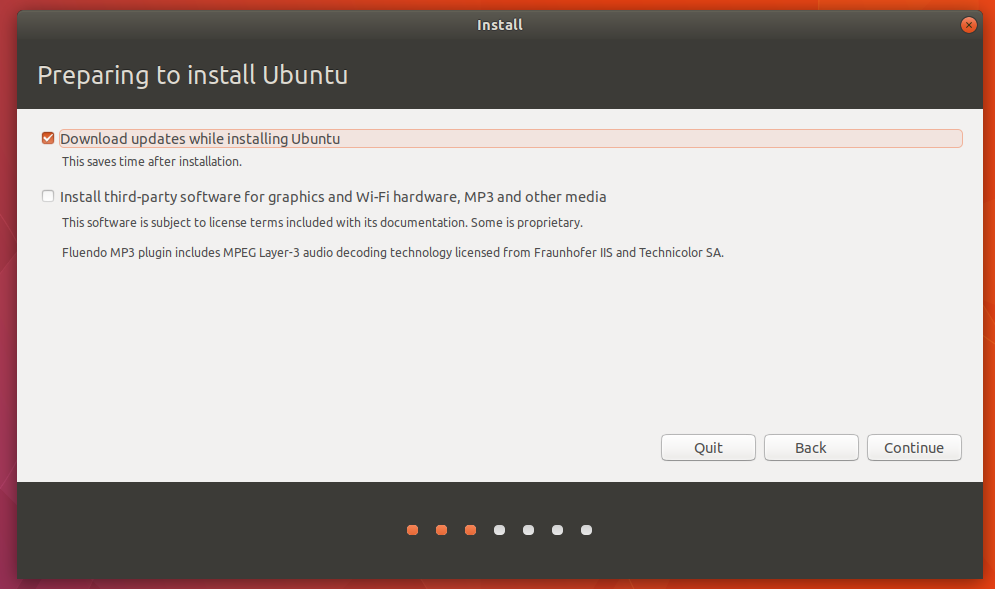 Install
Preparing to install Ubuntu
Download updates while installing Ubuntu
This saves time after installation.
Install third-party software for graphics and Wi-Fi hardware, MP3 and other media
This software is subject to license terms included with its documentation. Some is proprietary.
Fluendo MP3 plugin includes MPEG Layer-3 audio decoding technology licensed from Fraunhofer IIS and Technicolor SA.
Quit
Back
Continue